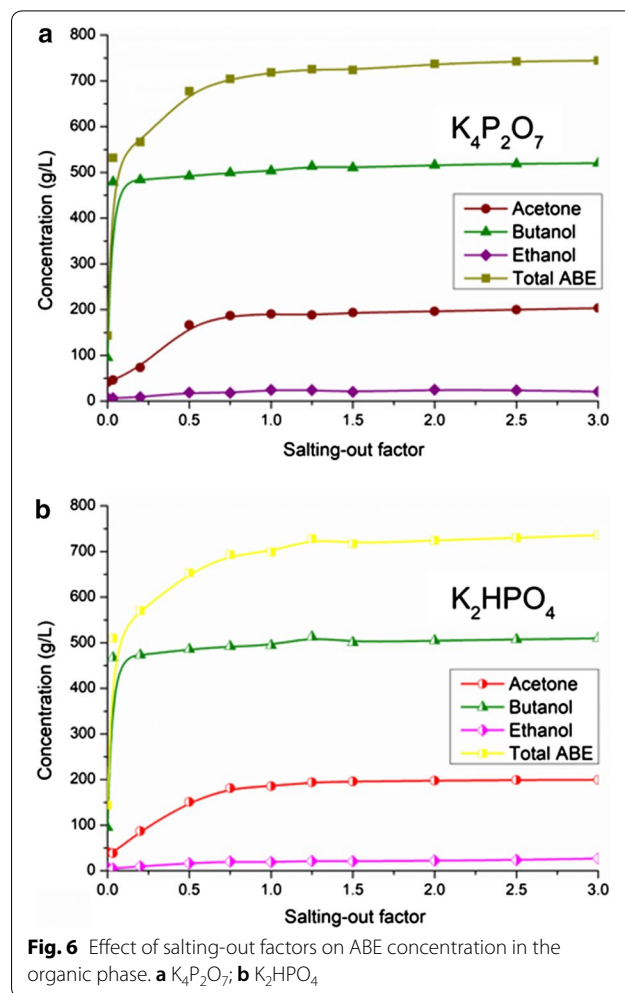 a
800
700
600
500
400
300
200
100
0
Concentration (g/L)
K₄P₂O₇
Acetone
Butanol
Ethanol
Total ABE
0.0 0.5 1.0 1.5 2.0 2.5 3.0
Salting-out factor
b
800
700
600
500
400
300
200
100
0
Concentration (g/L)
K₂HPO₄
Acetone
Butanol
Ethanol
Total ABE
0.0 0.5 1.0 1.5 2.0 2.5 3.0
Salting-out factor
Fig. 6 Effect of salting-out factors on ABE concentration in the
organic phase. a K₄P₂O₇; b K₂HPO₄